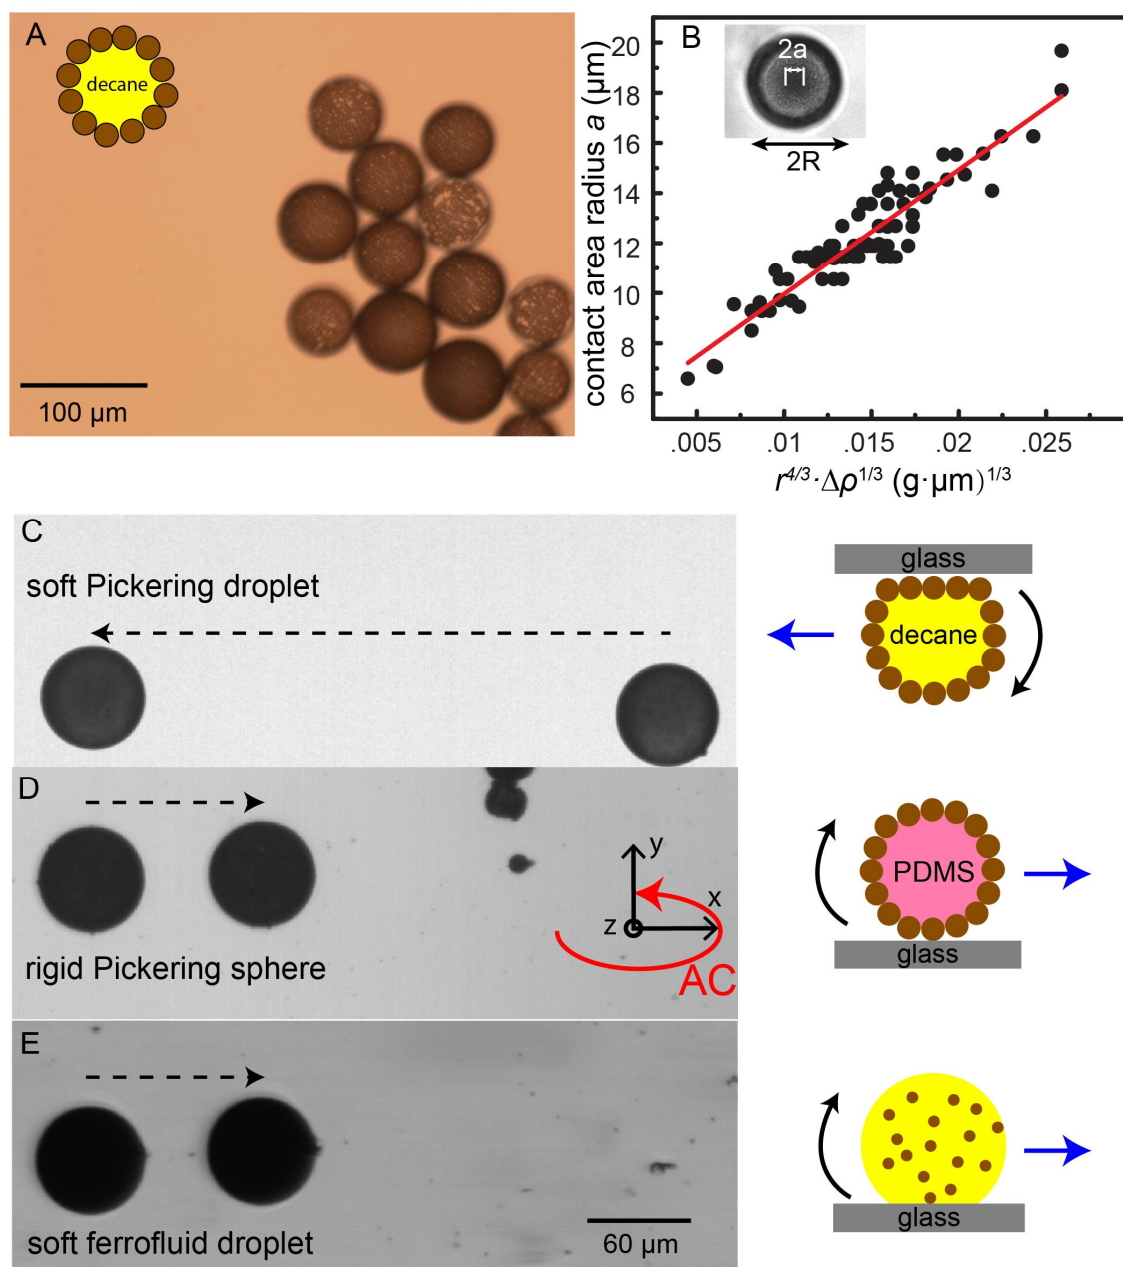 A
decane
100 μm
B
2a
2R
contact area radius a (μm)
20
18
16
14
12
10
8
6
.005 .01 .015 .02 .025
r^4/3·Δρ^1/3 (g·μm)^1/3
C
soft Pickering droplet
glass
decane
D
rigid Pickering sphere
y
x
z
AC
PDMS
glass
E
soft ferrofluid droplet
60 μm
glass